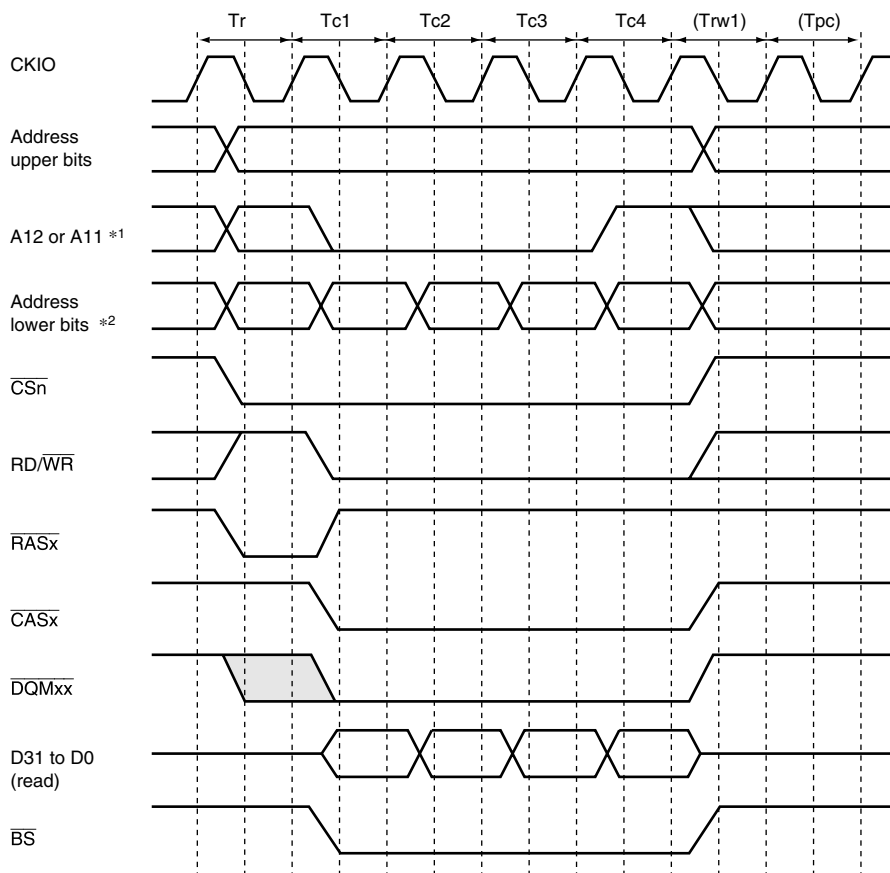 Tr Tc1 Tc2 Tc3 Tc4 (Trw1) (Tpc)
CKIO
Address
upper bits
A12 or A11 *1
Address
lower bits *2
CSn
RD/WR
RASx
CASx
DQMxx
D31 to D0
(read)
BS